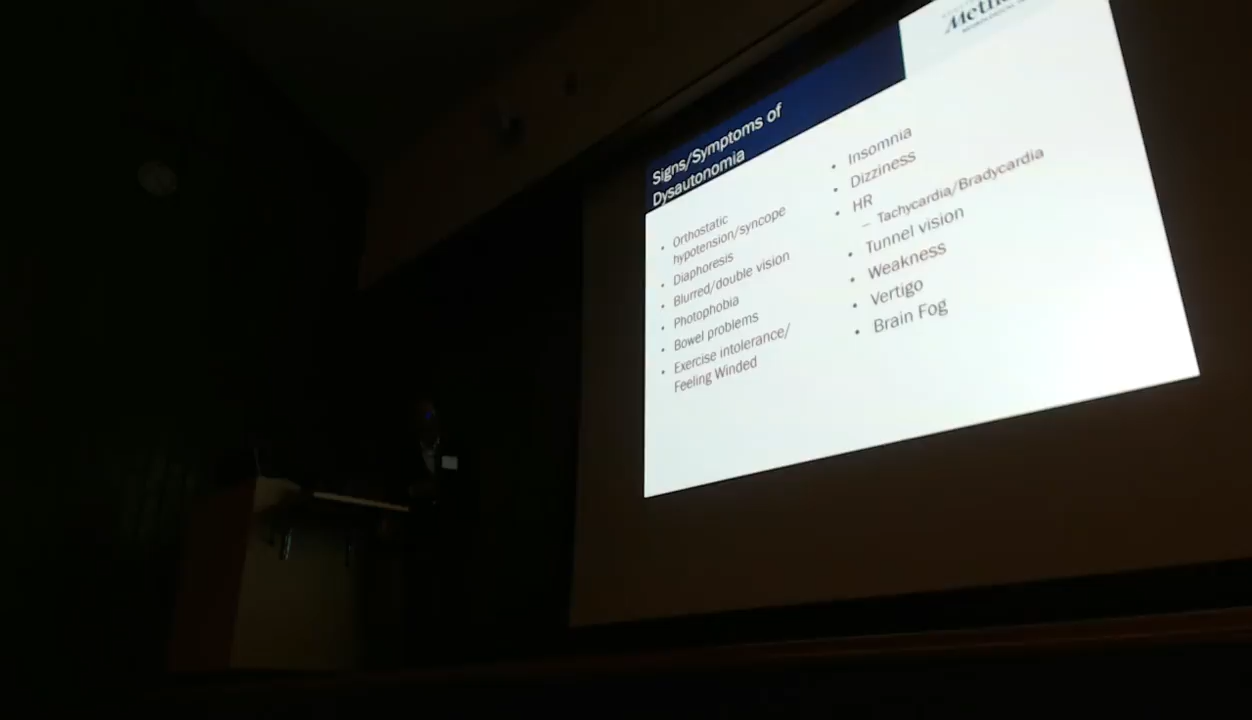 Signs/Symptoms of
Dysautonomia
• Orthostatic
hypotension/syncope
• Diaphoresis
• Blurred/double vision
• Photophobia
• Bowel problems
• Exercise intolerance/
Feeling Winded
• Insomnia
• Dizziness
• HR
– Tachycardia/Bradycardia
• Tunnel vision
• Weakness
• Vertigo
• Brain Fog